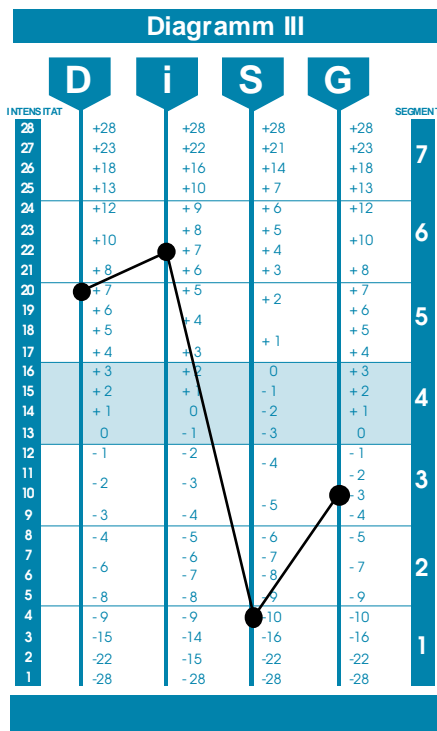 Diagramm III
D i S G
INTENSITAT SEGMENT
28 +28 +28 +28 +28
27 +23 +22 +21 +23 7
26 +18 +16 +14 +18
25 +13 +10 +7 +13
24 +12 +9 +6 +12
23 +8 +5
+10 +10 6
22 +7 +4
21 +8 +6 +3 +8
20 +7 +5 +7
+2
19 +6 +6 5
+4
18 +5 +5
+1
17 +4 +3 +4
16 +3 +2 0 +3
15 +2 +1 -1 +2 4
14 +1 0 -2 +1
13 0 -1 -3 0
12 -1 -2 -1
-4
11 -2
-2 -3 3
10 -3
-5
9 -3 -4 -4
8 -4 -5 -6 -5
7 -6 -7
-6 -7 2
6 -7 -8
5 -8 -8 -9 -9
4 -9 -9 -10 -10
3 -15 -14 -16 -16 1
2 -22 -15 -22 -22
1 -28 -28 -28 -28